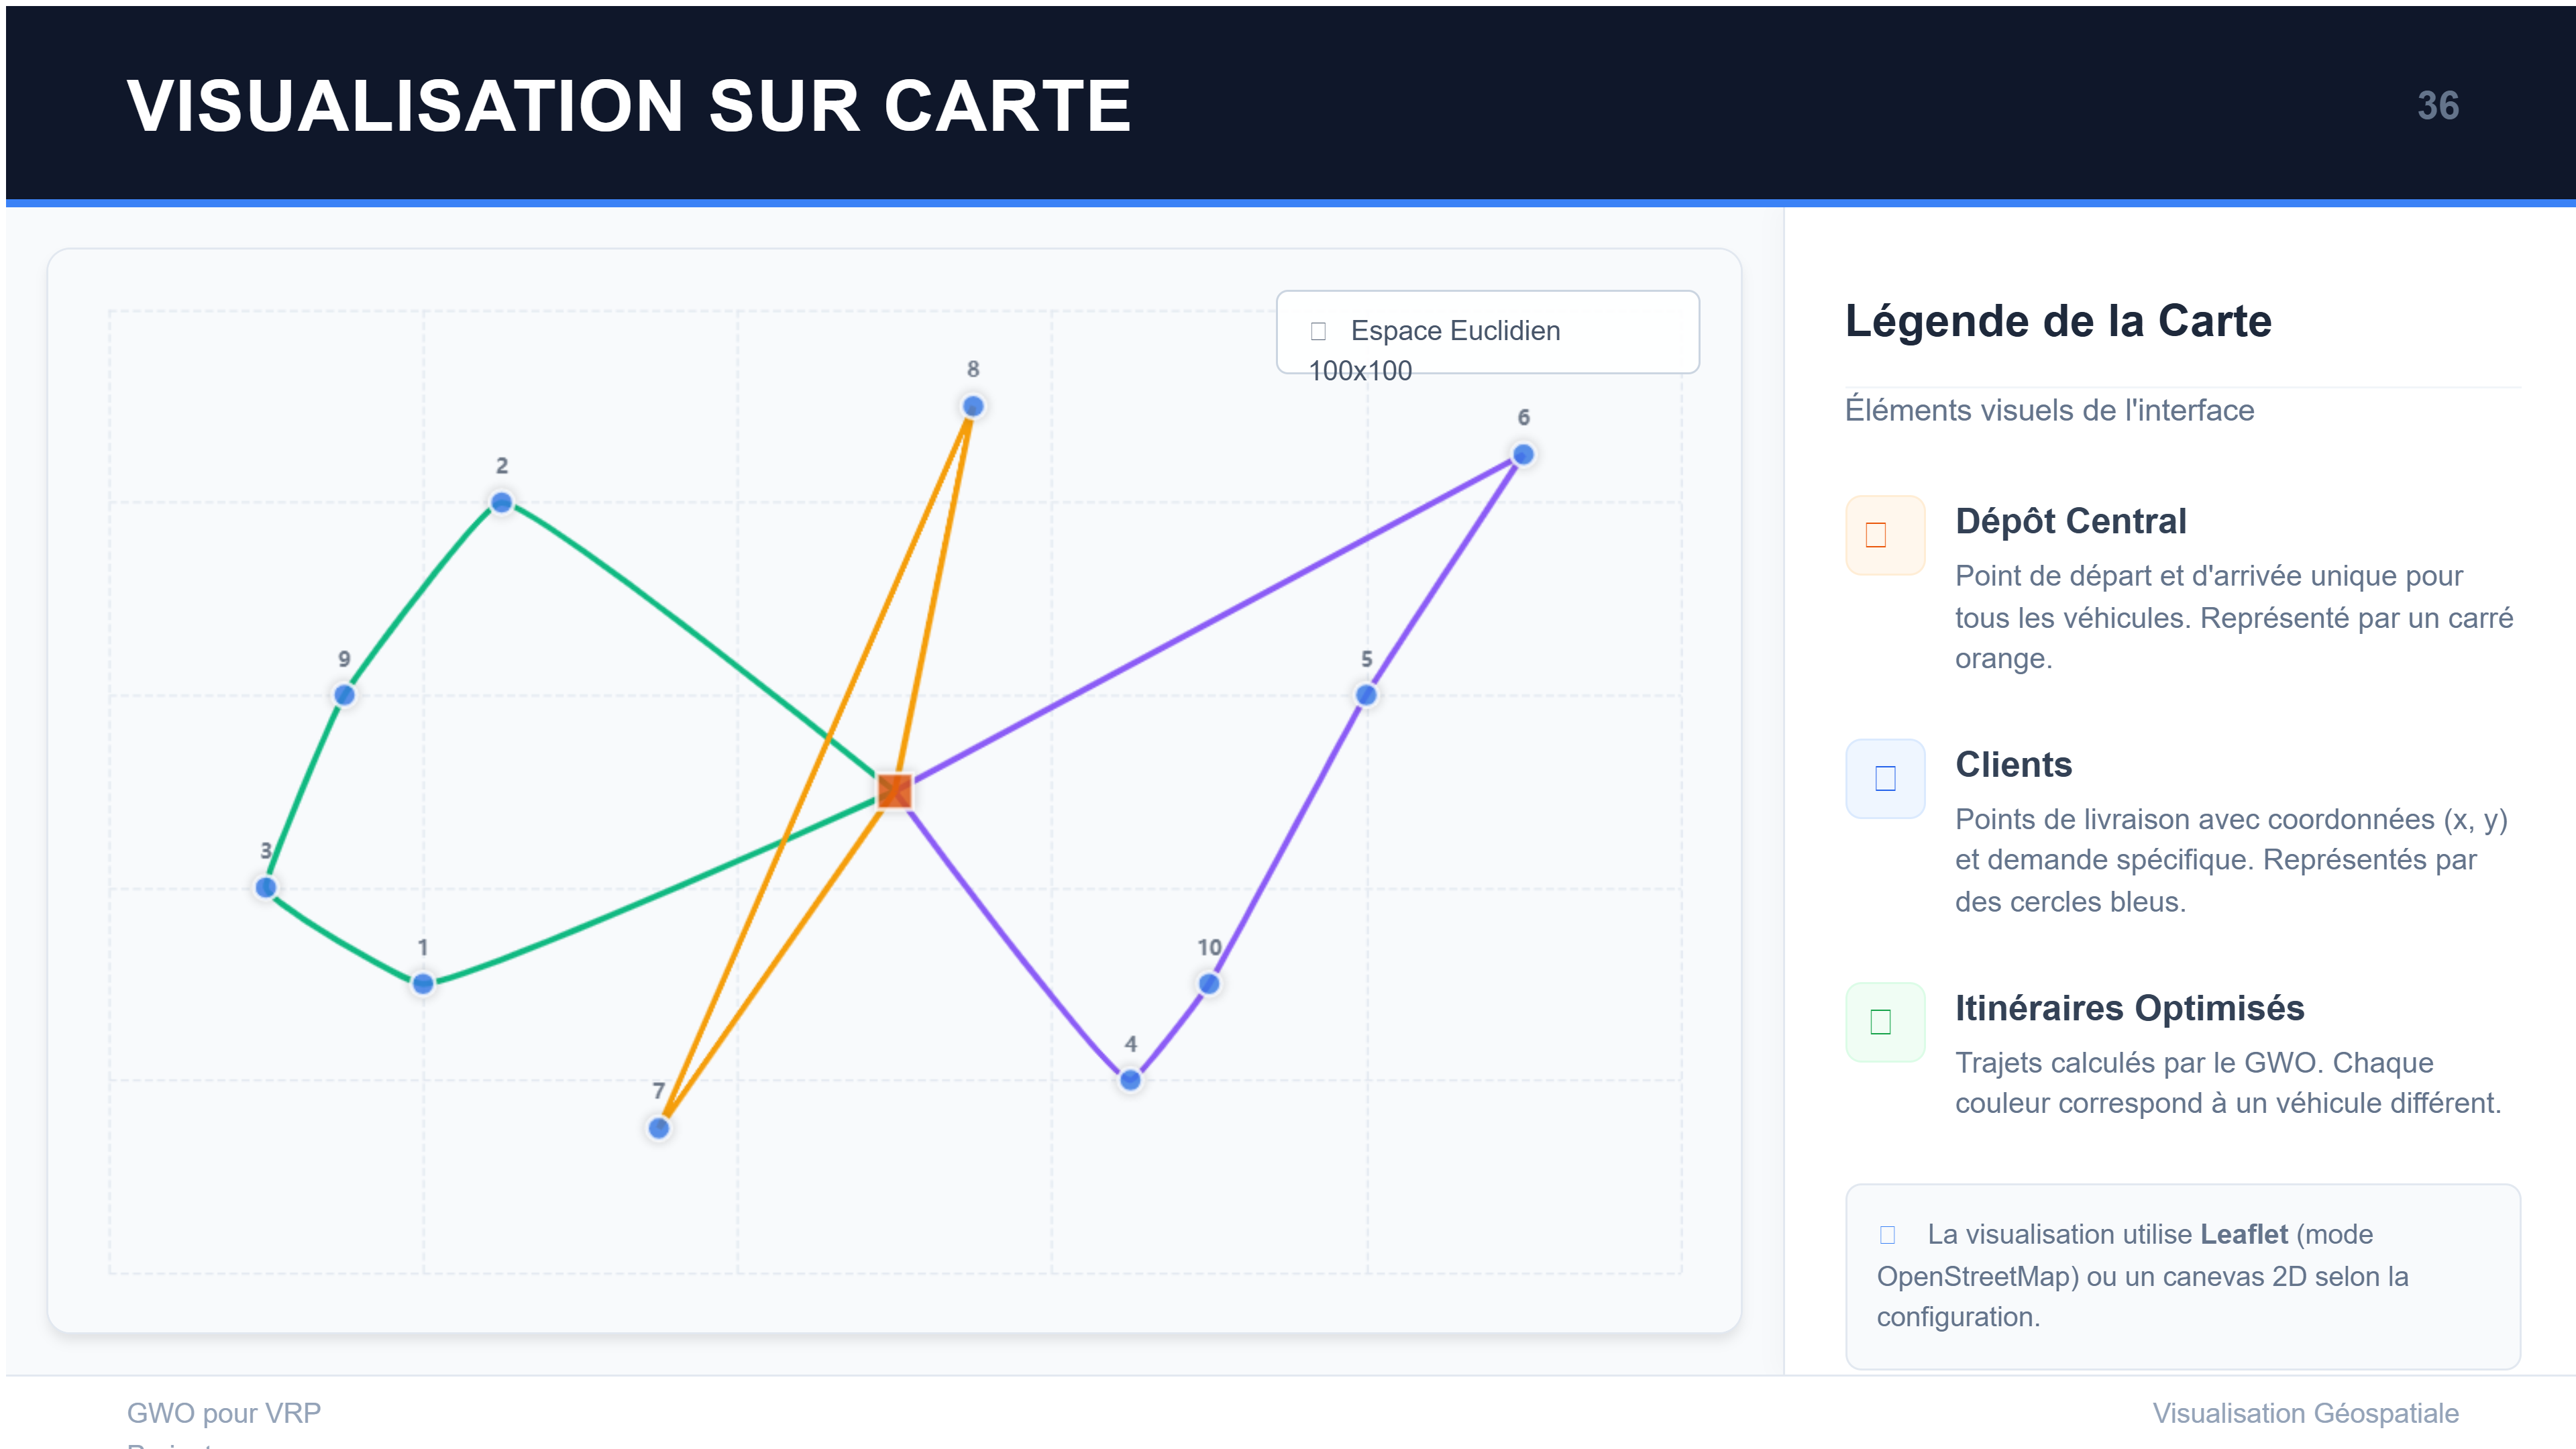 VISUALISATION SUR CARTE
36
Espace Euclidien
100x100
8
6
2
9
5
3
1
10
4
7
Légende de la Carte
Éléments visuels de l'interface
Dépôt Central
Point de départ et d'arrivée unique pour
tous les véhicules. Représenté par un carré
orange.
Clients
Points de livraison avec coordonnées (x, y)
et demande spécifique. Représentés par
des cercles bleus.
Itinéraires Optimisés
Trajets calculés par le GWO. Chaque
couleur correspond à un véhicule différent.
La visualisation utilise Leaflet (mode
OpenStreetMap) ou un canevas 2D selon la
configuration.
GWO pour VRP
Visualisation Géospatiale